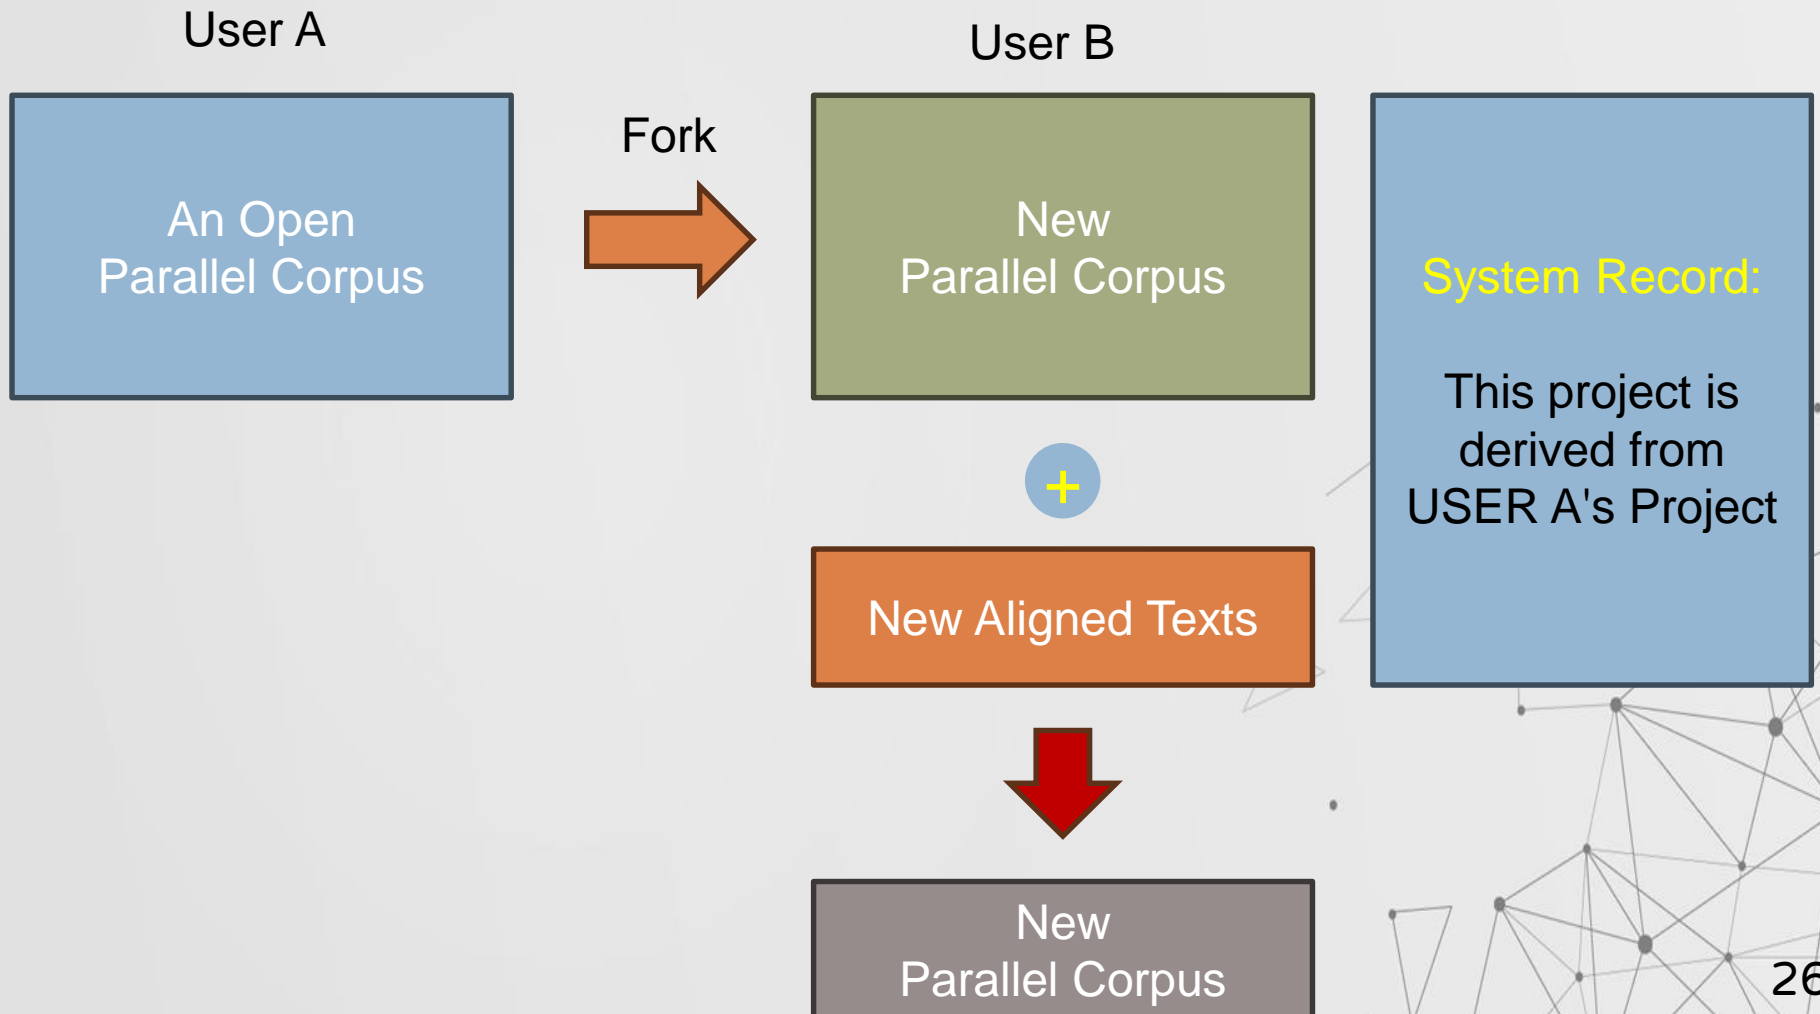 User A
User B
An Open
Parallel Corpus
Fork
New
Parallel Corpus
System Record:
This project is
derived from
USER A's Project
+
New Aligned Texts
New
Parallel Corpus
26